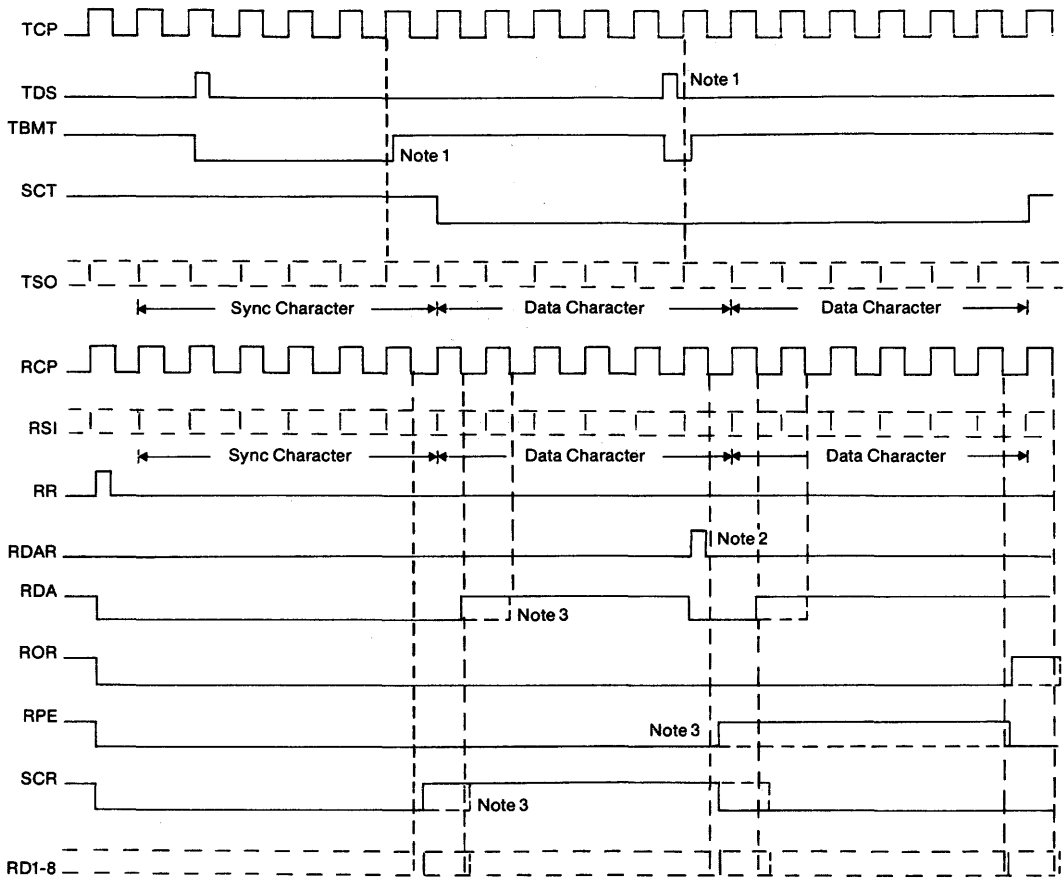 TCP
TDS
Note 1
TBMT
Note 1
SCT
TSO
Sync Character
Data Character
Data Character
RCP
RSI
Sync Character
Data Character
Data Character
RR
RDAR
Note 2
RDA
Note 3
ROR
RPE
Note 3
SCR
Note 3
RD1-8